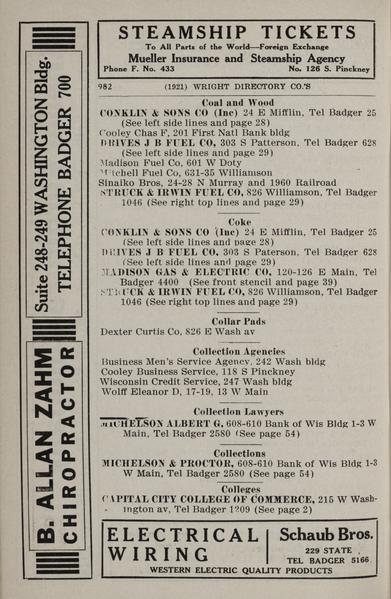 STEAMSHIP TICKETS
To All Parts of the World—Foreign Exchange
Mueller Insurance and Steamship Agency
Phone F. No. 433 No. 126 S. Pinckney
982 (1921) WRIGHT DIRECTORY CO.'S
Coal and Wood
CONKLIN & SONS CO (Inc) 24 E Mifflin, Tel Badger 25
(See left side lines and page 28)
Cooley Chas F, 201 First Natl Bank bldg
DRIVES J B FUEL CO, 303 S Patterson, Tel Badger 628
(See left side lines and page 29)
Madison Fuel Co, 601 W Doty
Mitchell Fuel Co, 631-35 Williamson
Sinaiko Bros, 24-28 N Murray and 1960 Railroad
STRUCK & IRWIN FUEL CO, 826 Williamson, Tel Badger
1046 (See right top lines and page 29)
Coke
CONKLIN & SONS CO (Inc) 24 E Mifflin, Tel Badger 25
(See left side lines and page 28)
DRIVES J B FUEL CO, 303 S Paterson, Tel Badger 628
(See left side lines and page 29)
MADISON GAS & ELECTRIC CO, 120-126 E Main, Tel
Badger 4400 (See front stencil and page 39)
STRUCK & IRWIN FUEL CO, 826 Williamson, Tel Badger
1046 (See right top lines and page 29)
Collar Pads
Dexter Curtis Co, 826 E Wash av
Collection Agencies
Business Men's Service Agency, 242 Wash bldg
Cooley Business Service, 118 S Pinckney
Wisconsin Credit Service, 247 Wash bldg
Wolff Eleanor D, 17-19, 13 W Main
Collection Lawyers
MICHELSON ALBERT G, 608-610 Bank of Wis Bldg 1-3 W
Main, Tel Badger 2580 (See page 54)
Collections
MICHELSON & PROCTOR, 608-610 Bank of Wis Bldg 1-3
W Main, Tel Badger 2580 (See page 54)
Colleges
CAPITAL CITY COLLEGE OF COMMERCE, 215 W Wash-
ington av, Tel Badger 1209 (See page 2)
ELECTRICAL
WIRING
Schaub Bros.
229 STATE
TEL BADGER 5166
WESTERN ELECTRIC QUALITY PRODUCTS
B. ALLAN ZAHM
CHIROPRACTOR
Suite 248-249 WASHINGTON Bldg.
TELEPHONE BADGER 700